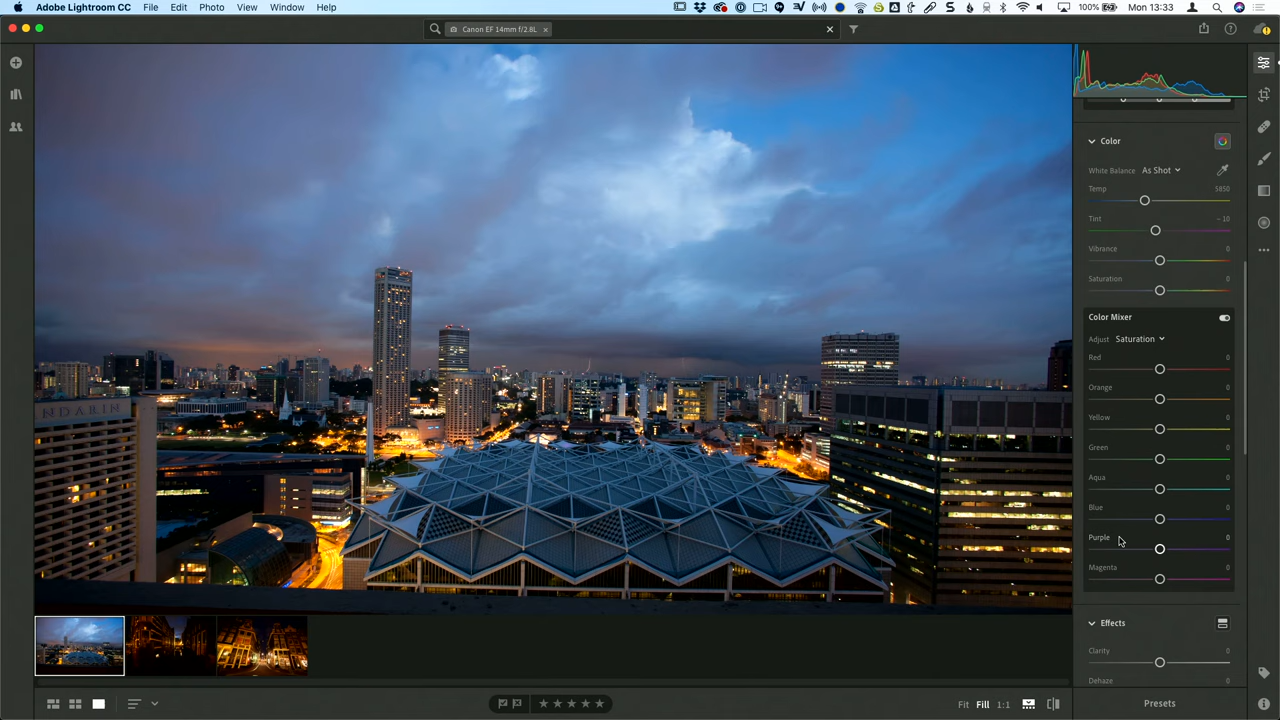 Adobe Lightroom CC File Edit Photo View Window Help 100% Mon 13:33
Canon EF 14mm f/2.8L
Color
White Balance As Shot
Temp 5850
Tint – 10
Vibrance 0
Saturation 0
Color Mixer
Adjust Saturation
Red 0
Orange 0
Yellow 0
Green 0
Aqua 0
Blue 0
Purple 0
Magenta 0
Effects
Clarity 0
Dehaze 0
NDARIN
Fit Fill 1:1
Presets